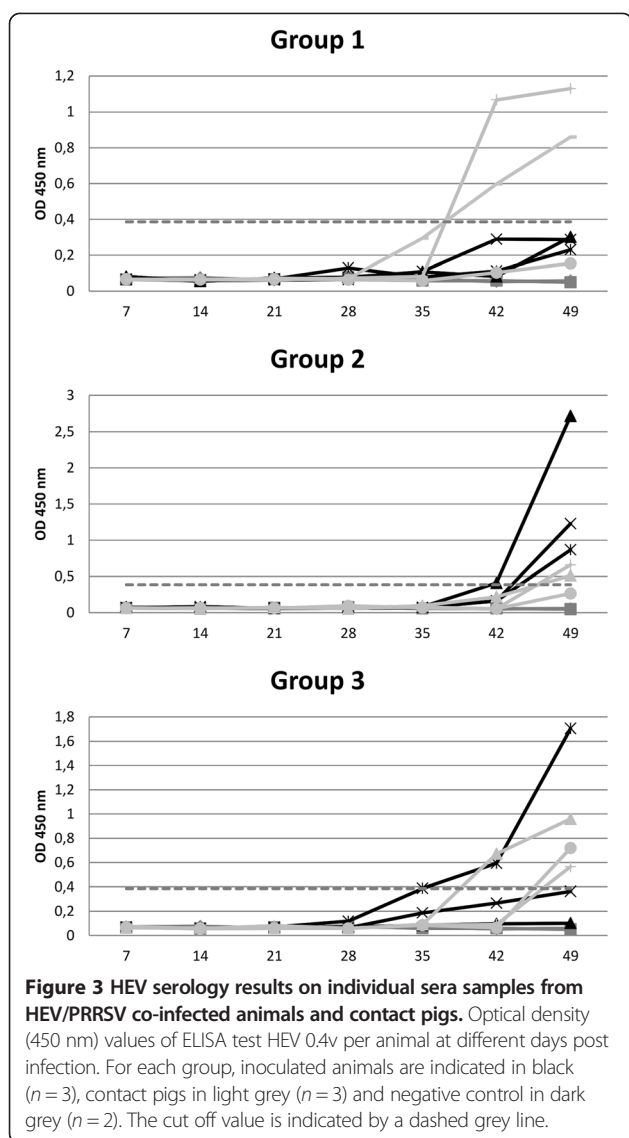 Group 1
1,2
1
0,8
0,6
0,4
0,2
0
OD 450 nm
7 14 21 28 35 42 49
Group 2
3
2,5
2
1,5
1
0,5
0
OD 450 nm
7 14 21 28 35 42 49
Group 3
1,8
1,6
1,4
1,2
1
0,8
0,6
0,4
0,2
0
OD 450 nm
7 14 21 28 35 42 49
Figure 3 HEV serology results on individual sera samples from
HEV/PRRSV co-infected animals and contact pigs. Optical density
(450 nm) values of ELISA test HEV 0.4v per animal at different days post
infection. For each group, inoculated animals are indicated in black
(n = 3), contact pigs in light grey (n = 3) and negative control in dark
grey (n = 2). The cut off value is indicated by a dashed grey line.